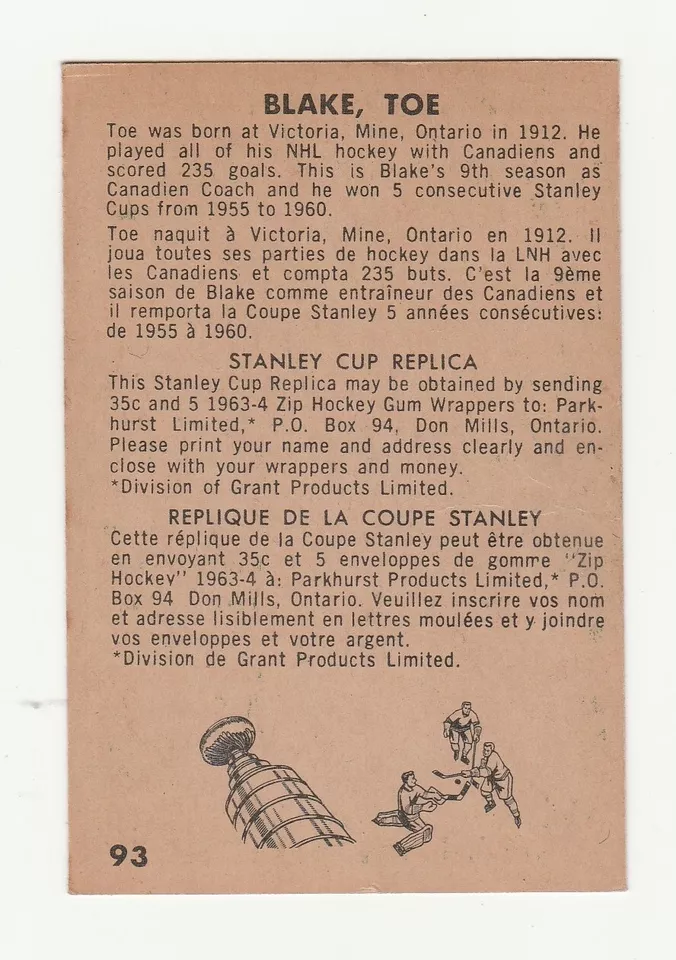 BLAKE, TOE
Toe was born at Victoria, Mine, Ontario in 1912. He
played all of his NHL hockey with Canadiens and
scored 235 goals. This is Blake's 9th season as
Canadien Coach and he won 5 consecutive Stanley
Cups from 1955 to 1960.
Toe naquit à Victoria, Mine, Ontario en 1912. Il
joua toutes ses parties de hockey dans la LNH avec
les Canadiens et compta 235 buts. C'est la 9ème
saison de Blake comme entraîneur des Canadiens et
il remporta la Coupe Stanley 5 années consécutives:
de 1955 à 1960.
STANLEY CUP REPLICA
This Stanley Cup Replica may be obtained by sending
35c and 5 1963-4 Zip Hockey Gum Wrappers to: Park-
hurst Limited,* P.O. Box 94, Don Mills, Ontario.
Please print your name and address clearly and en-
close with your wrappers and money.
*Division of Grant Products Limited.
REPLIQUE DE LA COUPE STANLEY
Cette réplique de la Coupe Stanley peut être obtenue
en envoyant 35c et 5 enveloppes de gomme "Zip
Hockey" 1963-4 à: Parkhurst Products Limited,* P.O.
Box 94 Don Mills, Ontario. Veuillez inscrire vos nom
et adresse lisiblement en lettres moulées et y joindre
vos enveloppes et votre argent.
*Division de Grant Products Limited.
93